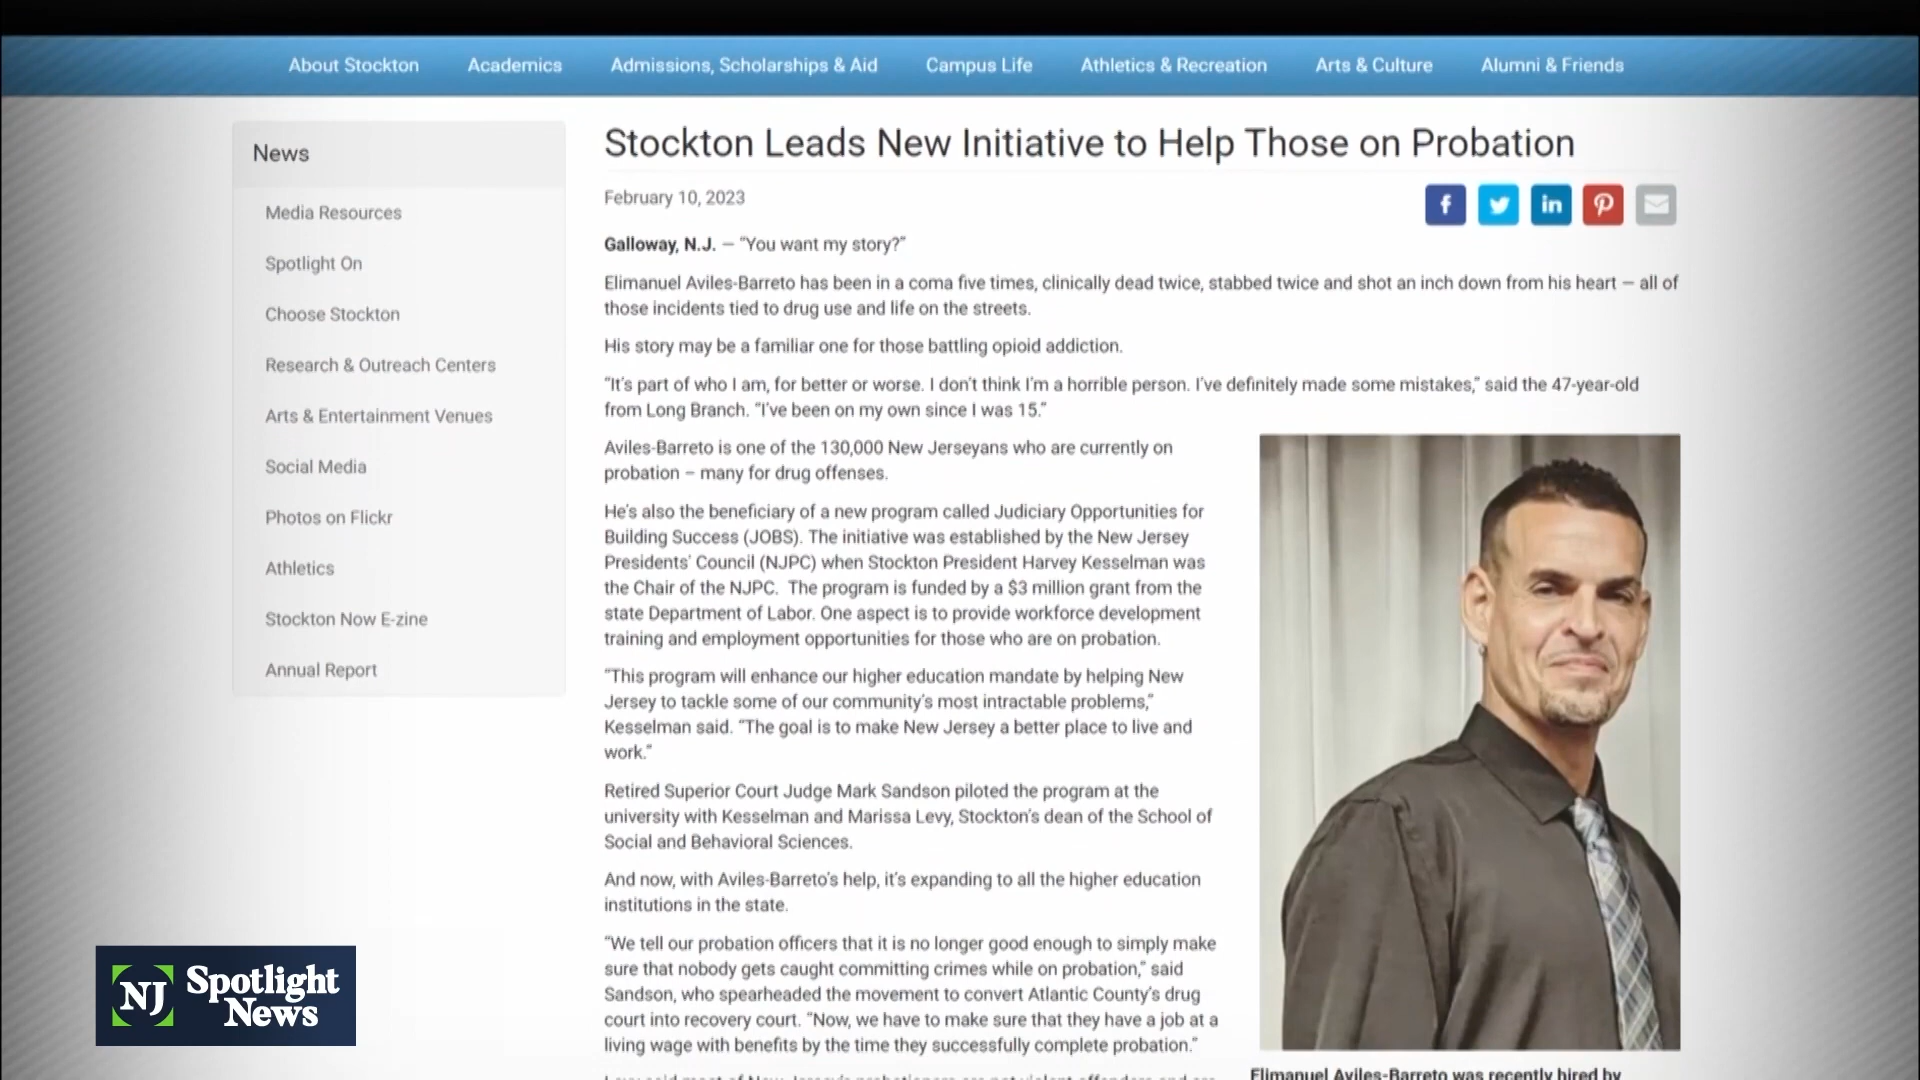 About Stockton Academics Admissions, Scholarships & Aid Campus Life Athletics & Recreation Arts & Culture Alumni & Friends
News
Media Resources
Spotlight On
Choose Stockton
Research & Outreach Centers
Arts & Entertainment Venues
Social Media
Photos on Flickr
Athletics
Stockton Now E-zine
Annual Report
Stockton Leads New Initiative to Help Those on Probation
February 10, 2023
Galloway, N.J. – “You want my story?”
Elimanuel Aviles-Barreto has been in a coma five times, clinically dead twice, stabbed twice and shot an inch down from his heart – all of
those incidents tied to drug use and life on the streets.
His story may be a familiar one for those battling opioid addiction.
“It’s part of who I am, for better or worse. I don’t think I’m a horrible person. I’ve definitely made some mistakes,” said the 47-year-old
from Long Branch. “I’ve been on my own since I was 15.”
Aviles-Barreto is one of the 130,000 New Jerseyans who are currently on
probation – many for drug offenses.
He’s also the beneficiary of a new program called Judiciary Opportunities for
Building Success (JOBS). The initiative was established by the New Jersey
Presidents’ Council (NJPC) when Stockton President Harvey Kesselman was
the Chair of the NJPC. The program is funded by a $3 million grant from the
state Department of Labor. One aspect is to provide workforce development
training and employment opportunities for those who are on probation.
“This program will enhance our higher education mandate by helping New
Jersey to tackle some of our community’s most intractable problems,”
Kesselman said. “The goal is to make New Jersey a better place to live and
work.”
Retired Superior Court Judge Mark Sandson piloted the program at the
university with Kesselman and Marissa Levy, Stockton’s dean of the School of
Social and Behavioral Sciences.
And now, with Aviles-Barreto’s help, it’s expanding to all the higher education
institutions in the state.
“We tell our probation officers that it is no longer good enough to simply make
sure that nobody gets caught committing crimes while on probation,” said
Sandson, who spearheaded the movement to convert Atlantic County’s drug
court into recovery court. “Now, we have to make sure that they have a job at a
living wage with benefits by the time they successfully complete probation.”
Elimanuel Aviles-Barreto was recently hired by
NJ Spotlight
News